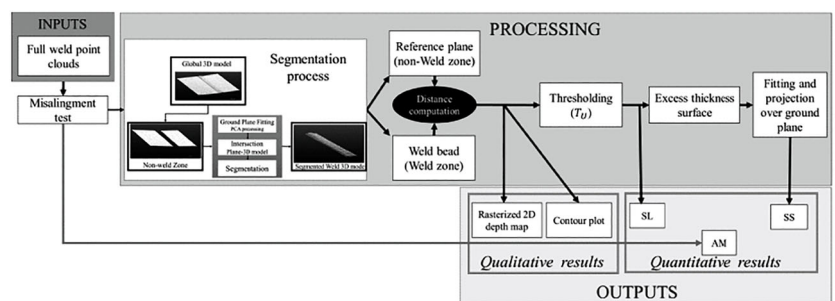 INPUTS
Full weld point
clouds
Misalingment
test
PROCESSING
Segmentation
process
Global 3D model
Non-weld Zone
Ground Plane Fitting
PCA processing
Intersection
Plane-3D model
Segmentation
Segmented Weld 3D model
Reference plane
(non-Weld zone)
Distance
computation
Weld bead
(Weld zone)
Thresholding
(TU)
Excess thickness
surface
Fitting and
projection
over ground
plane
Rasterized 2D
depth map
Contour plot
Qualitative results
SL
SS
AM
Quantitative results
OUTPUTS